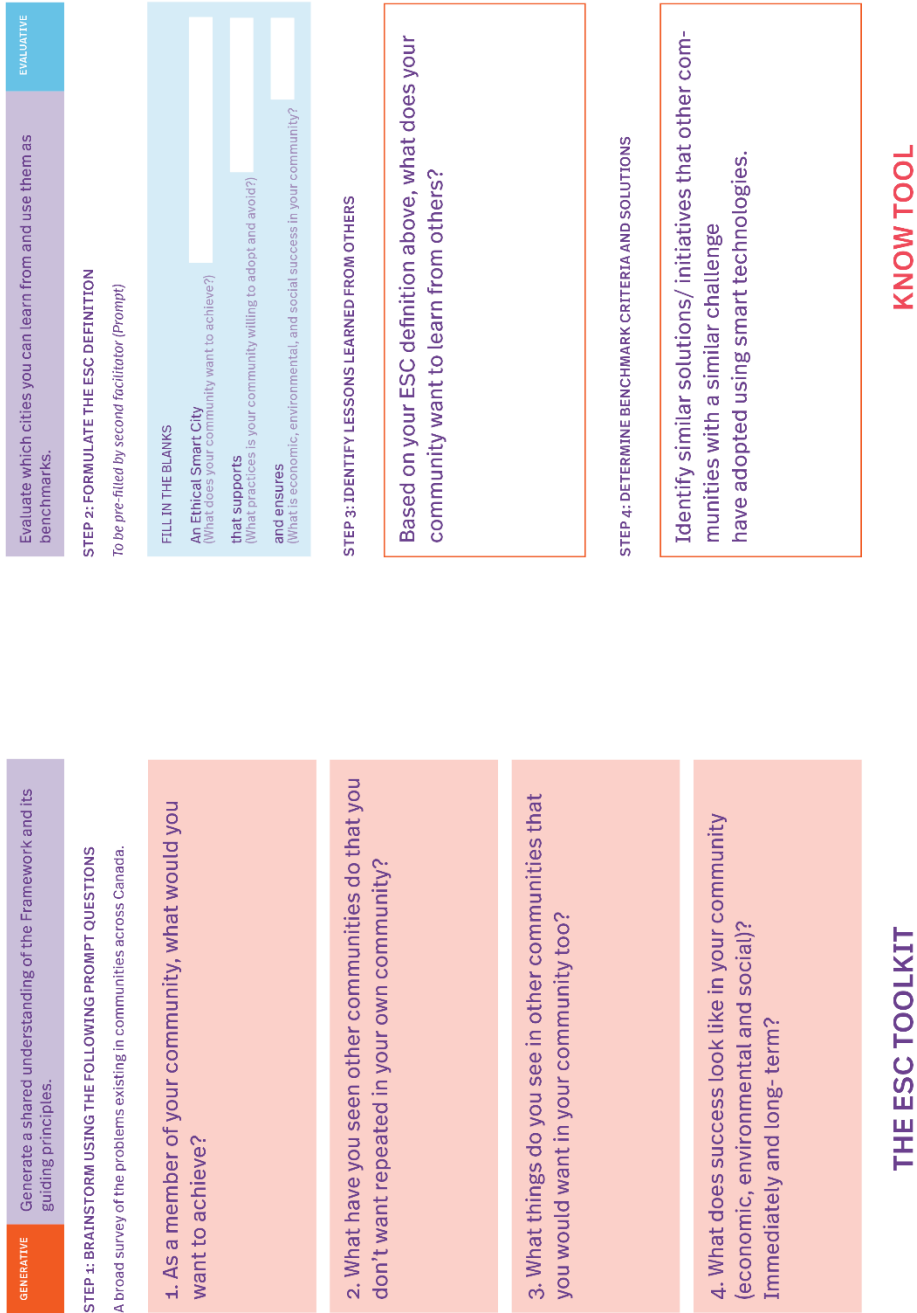 GENERATIVE
Generate a shared understanding of the Framework and its
guiding principles.
STEP 1: BRAINSTORM USING THE FOLLOWING PROMPT QUESTIONS
A broad survey of the problems existing in communities across Canada.
1. As a member of your community, what would you
want to achieve?
2. What have you seen other communities do that you
don't want repeated in your own community?
3. What things do you see in other communities that
you would want in your community too?
4. What does success look like in your community
(economic, environmental and social)?
Immediately and long- term?
THE ESC TOOLKIT
Evaluate which cities you can learn from and use them as
benchmarks.
EVALUATIVE
STEP 2: FORMULATE THE ESC DEFINITION
To be pre-filled by second facilitator (Prompt)
FILL IN THE BLANKS
An Ethical Smart City
(What does your community want to achieve?)
that supports
(What practices is your community willing to adopt and avoid?)
and ensures
(What is economic, environmental, and social success in your community?
STEP 3: IDENTIFY LESSONS LEARNED FROM OTHERS
Based on your ESC definition above, what does your
community want to learn from others?
STEP 4: DETERMINE BENCHMARK CRITERIA AND SOLUTIONS
Identify similar solutions/ initiatives that other com-
munities with a similar challenge
have adopted using smart technologies.
KNOW TOOL